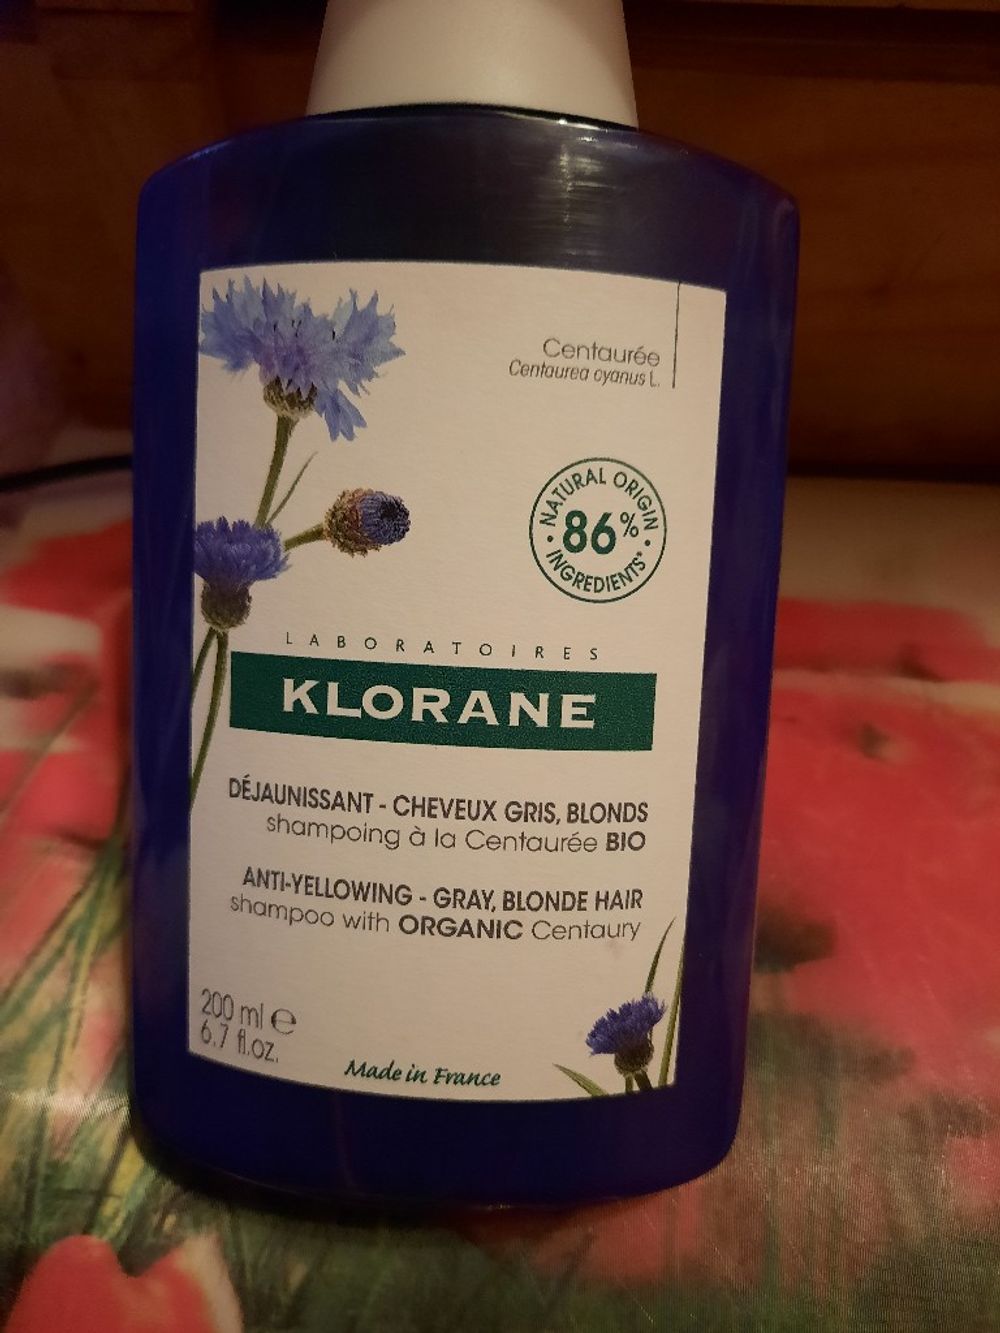 Centaurée
Centaurea cyanus L.
NATURAL ORIGIN
86%
INGREDIENTS*
LABORATOIRES
KLORANE
DÉJAUNISSANT - CHEVEUX GRIS, BLONDS
shampoing à la Centaurée BIO
ANTI-YELLOWING - GRAY, BLONDE HAIR
shampoo with ORGANIC Centaury
200 ml ℮
6.7 fl.oz.
Made in France